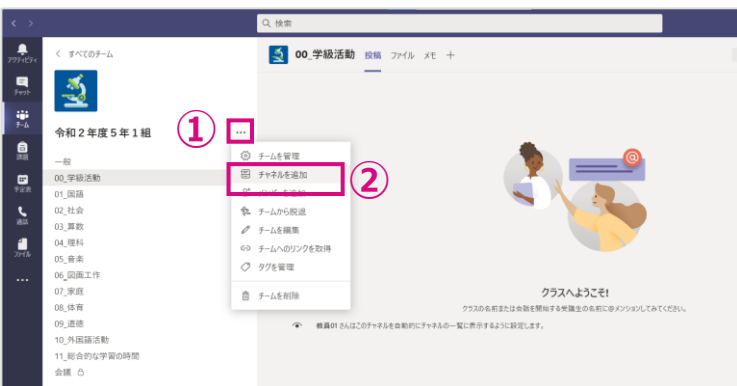 検索
アクティビティ
チャット
チーム
課題
予定表
通話
ファイル
…
すべてのチーム
令和２年度５年１組
①
…
一般
00_学級活動
01_国語
02_社会
03_算数
04_理科
05_音楽
06_図画工作
07_家庭
08_体育
09_道徳
10_外国語活動
11_総合的な学習の時間
会議
チームを管理
チャネルを追加
②
メンバーを追加
チームから脱退
チームを編集
チームへのリンクを取得
タグを管理
チームを削除
00_学級活動 投稿 ファイル メモ ＋
@
クラスへようこそ!
クラスの名前または会話を開始する受講生の名前に@メンションしてみてください。
教員01 さんはこのチャネルを自動的にチャネルの一覧に表示するように設定します。